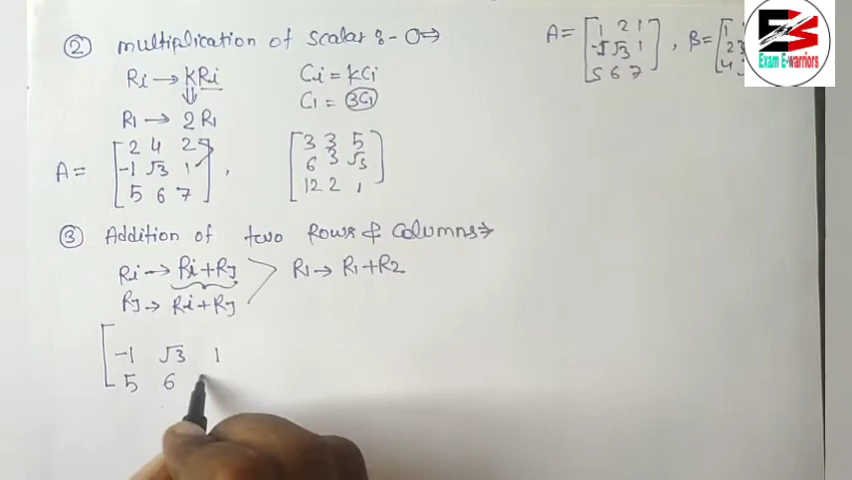 ② multiplication of scalar :- O⇒
Ri → KRi
Ci = KCi
⇓
C1 = 3C1
R1 → 2R1
A = [ 2 4 2
-1 √3 1
5 6 7 ] ,
[ 3 3 5
6 3 √3
12 2 1 ]
A = [ 1 2 1
-1 √3 1
5 6 7 ] , B = [ 1
2 3
4
Exam E-warriors
③ Addition of two Rows & Columns⇒
Ri → Ri+Rj
Rj → Ri+Rj
R1 → R1+R2
[ -1 √3 1
5 6